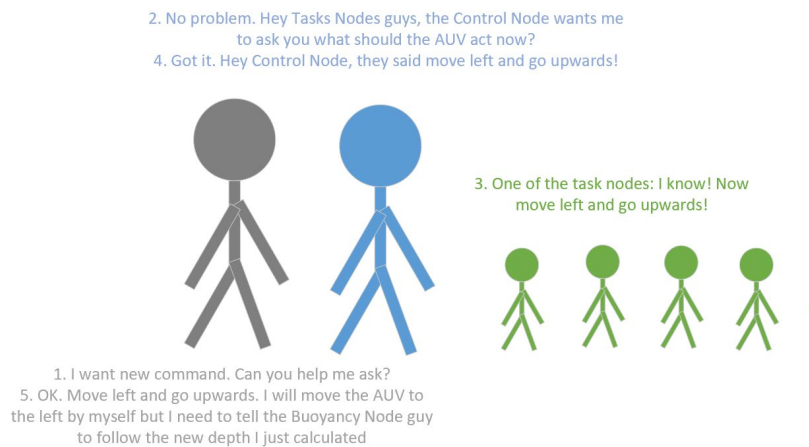 2. No problem. Hey Tasks Nodes guys, the Control Node wants me
to ask you what should the AUV act now?
4. Got it. Hey Control Node, they said move left and go upwards!
3. One of the task nodes: I know! Now
move left and go upwards!
1. I want new command. Can you help me ask?
5. OK. Move left and go upwards. I will move the AUV to
the left by myself but I need to tell the Buoyancy Node guy
to follow the new depth I just calculated